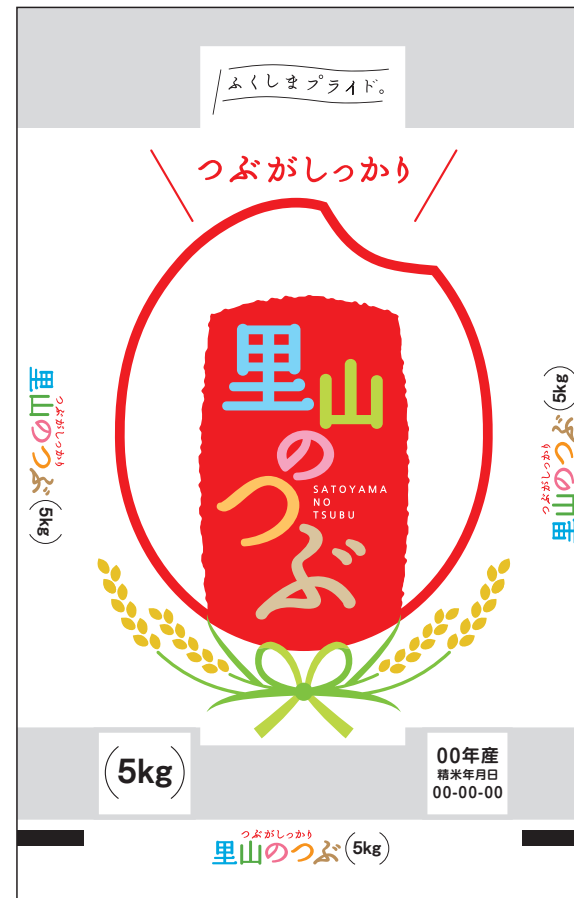 ふくしまプライド。
つぶがしっかり
里山
の
つぶ
SATOYAMA
NO
TSUBU
つぶがしっかり
里山のつぶ(5kg)
つぶがしっかり
里山のつぶ(5kg)
(5kg)
00年産
精米年月日
00-00-00
つぶがしっかり
里山のつぶ(5kg)